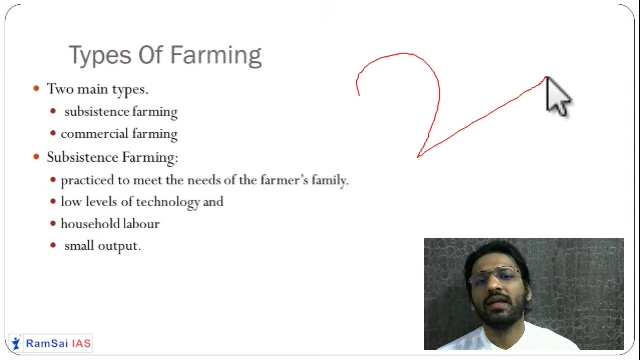 Types Of Farming
Two main types.
subsistence farming
commercial farming
Subsistence Farming:
practiced to meet the needs of the farmer's family.
low levels of technology and
household labour
small output.
2
RamSai IAS